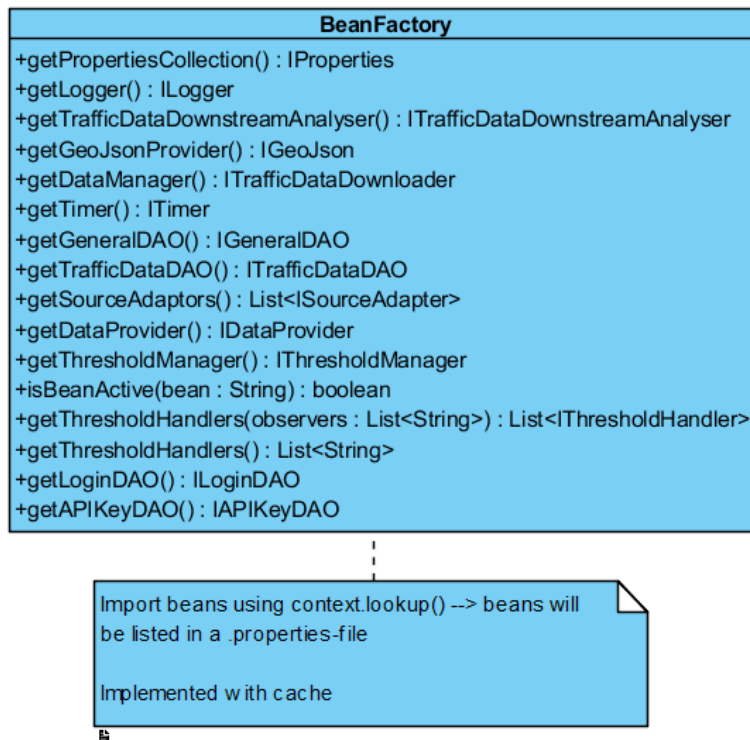 BeanFactory
+getPropertiesCollection() : IProperties
+getLogger() : ILogger
+getTrafficDataDownstreamAnalyser() : ITrafficDataDownstreamAnalyser
+getGeoJsonProvider() : IGeoJson
+getDataManager() : ITrafficDataDownloader
+getTimer() : ITimer
+getGeneralDAO() : IGeneralDAO
+getTrafficDataDAO() : ITrafficDataDAO
+getSourceAdaptors() : List<ISourceAdapter>
+getDataProvider() : IDataProvider
+getThresholdManager() : IThresholdManager
+isBeanActive(bean : String) : boolean
+getThresholdHandlers(observers : List<String>) : List<IThresholdHandler>
+getThresholdHandlers() : List<String>
+getLoginDAO() : ILoginDAO
+getAPIKeyDAO() : IAPIKeyDAO
Import beans using context.lookup() --> beans will
be listed in a .properties-file
Implemented with cache